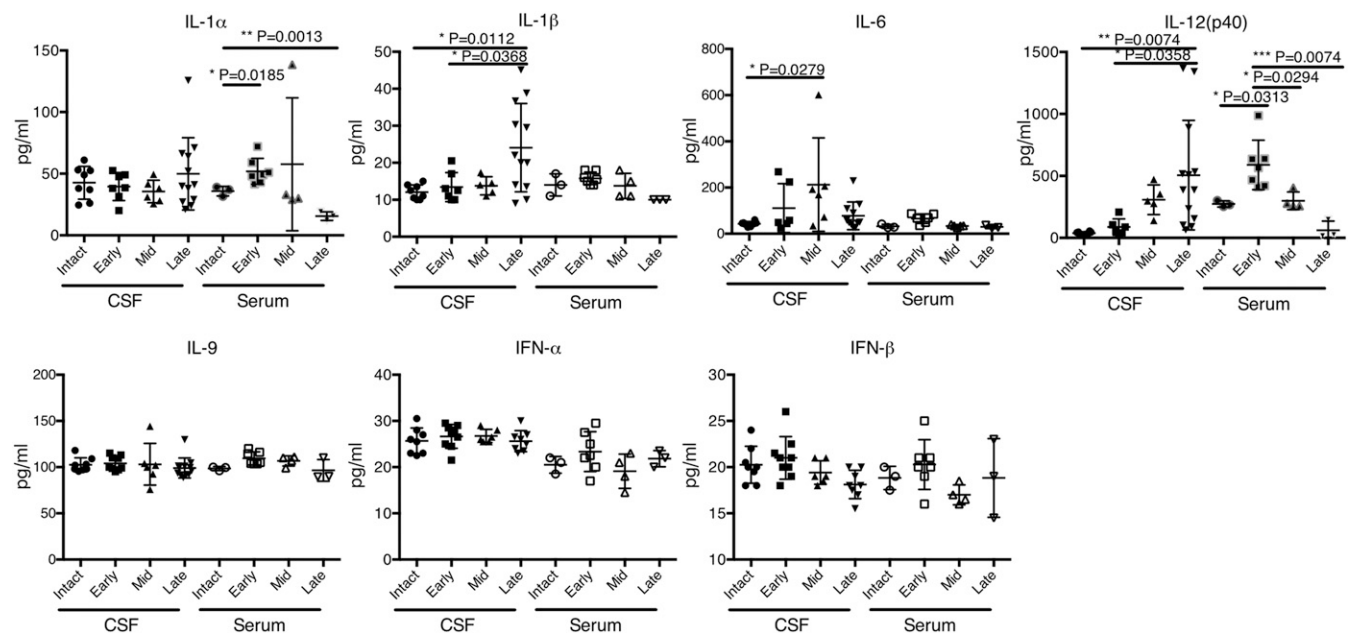 IL-1α
150
100
50
0
pg/ml
** P=0.0013
* P=0.0185
Intact Early Mid Late Intact Early Mid Late
CSF Serum
IL-1β
50
40
30
20
10
0
pg/ml
* P=0.0112
* P=0.0368
Intact Early Mid Late Intact Early Mid Late
CSF Serum
IL-6
800
600
400
200
0
pg/ml
* P=0.0279
Intact Early Mid Late Intact Early Mid Late
CSF Serum
IL-12(p40)
1500
1000
500
0
pg/ml
** P=0.0074
* P=0.0358
*** P=0.0074
* P=0.0294
* P=0.0313
Intact Early Mid Late Intact Early Mid Late
CSF Serum
IL-9
200
150
100
50
0
pg/ml
Intact Early Mid Late Intact Early Mid Late
CSF Serum
IFN-α
40
30
20
10
0
pg/ml
Intact Early Mid Late Intact Early Mid Late
CSF Serum
IFN-β
30
25
20
15
10
pg/ml
Intact Early Mid Late Intact Early Mid Late
CSF Serum